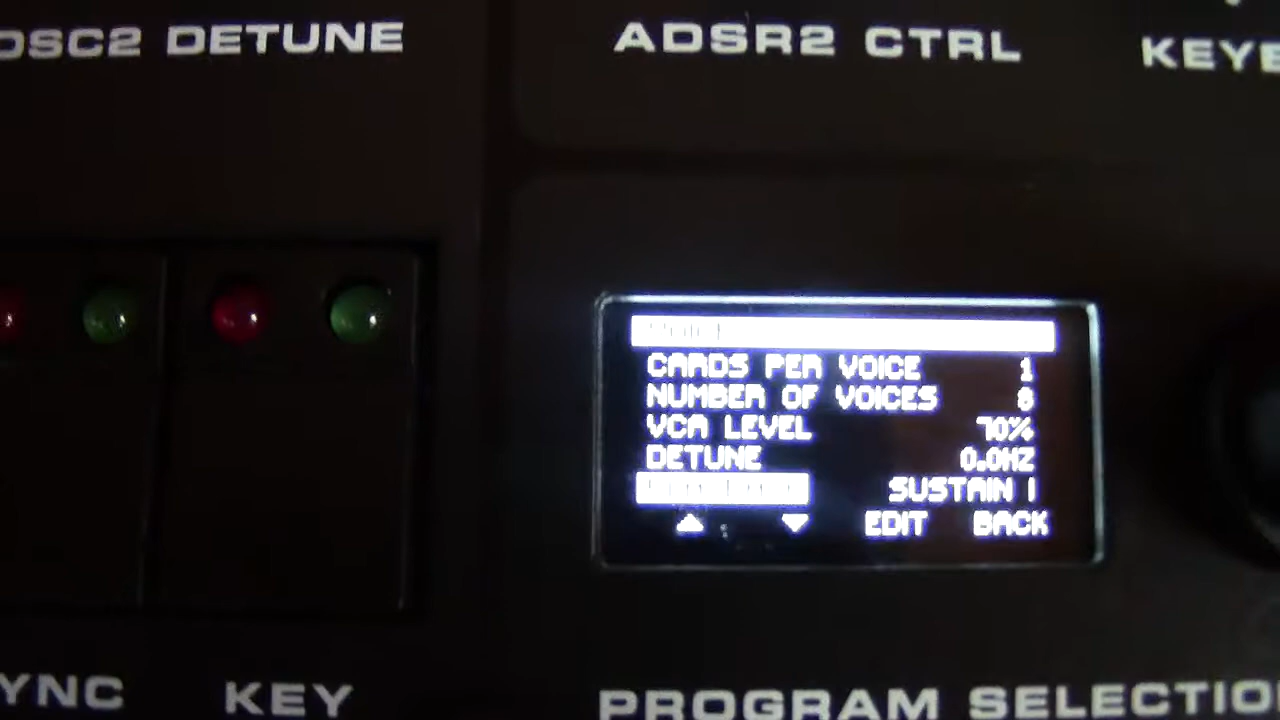 OSC2 DETUNE
ADSR2 CTRL
KEYB
CARDS PER VOICE 1
NUMBER OF VOICES 8
VCA LEVEL 70%
DETUNE 0.0HZ
SUSTAIN I
EDIT BACK
YNC
KEY
PROGRAM SELECTIO